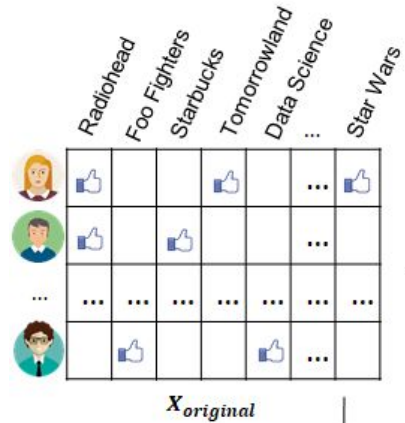 Radiohead
Foo Fighters
Starbucks
Tomorrowland
Data Science
...
Star Wars
...
...
...
... ... ... ... ... ... ... ...
...
X_original